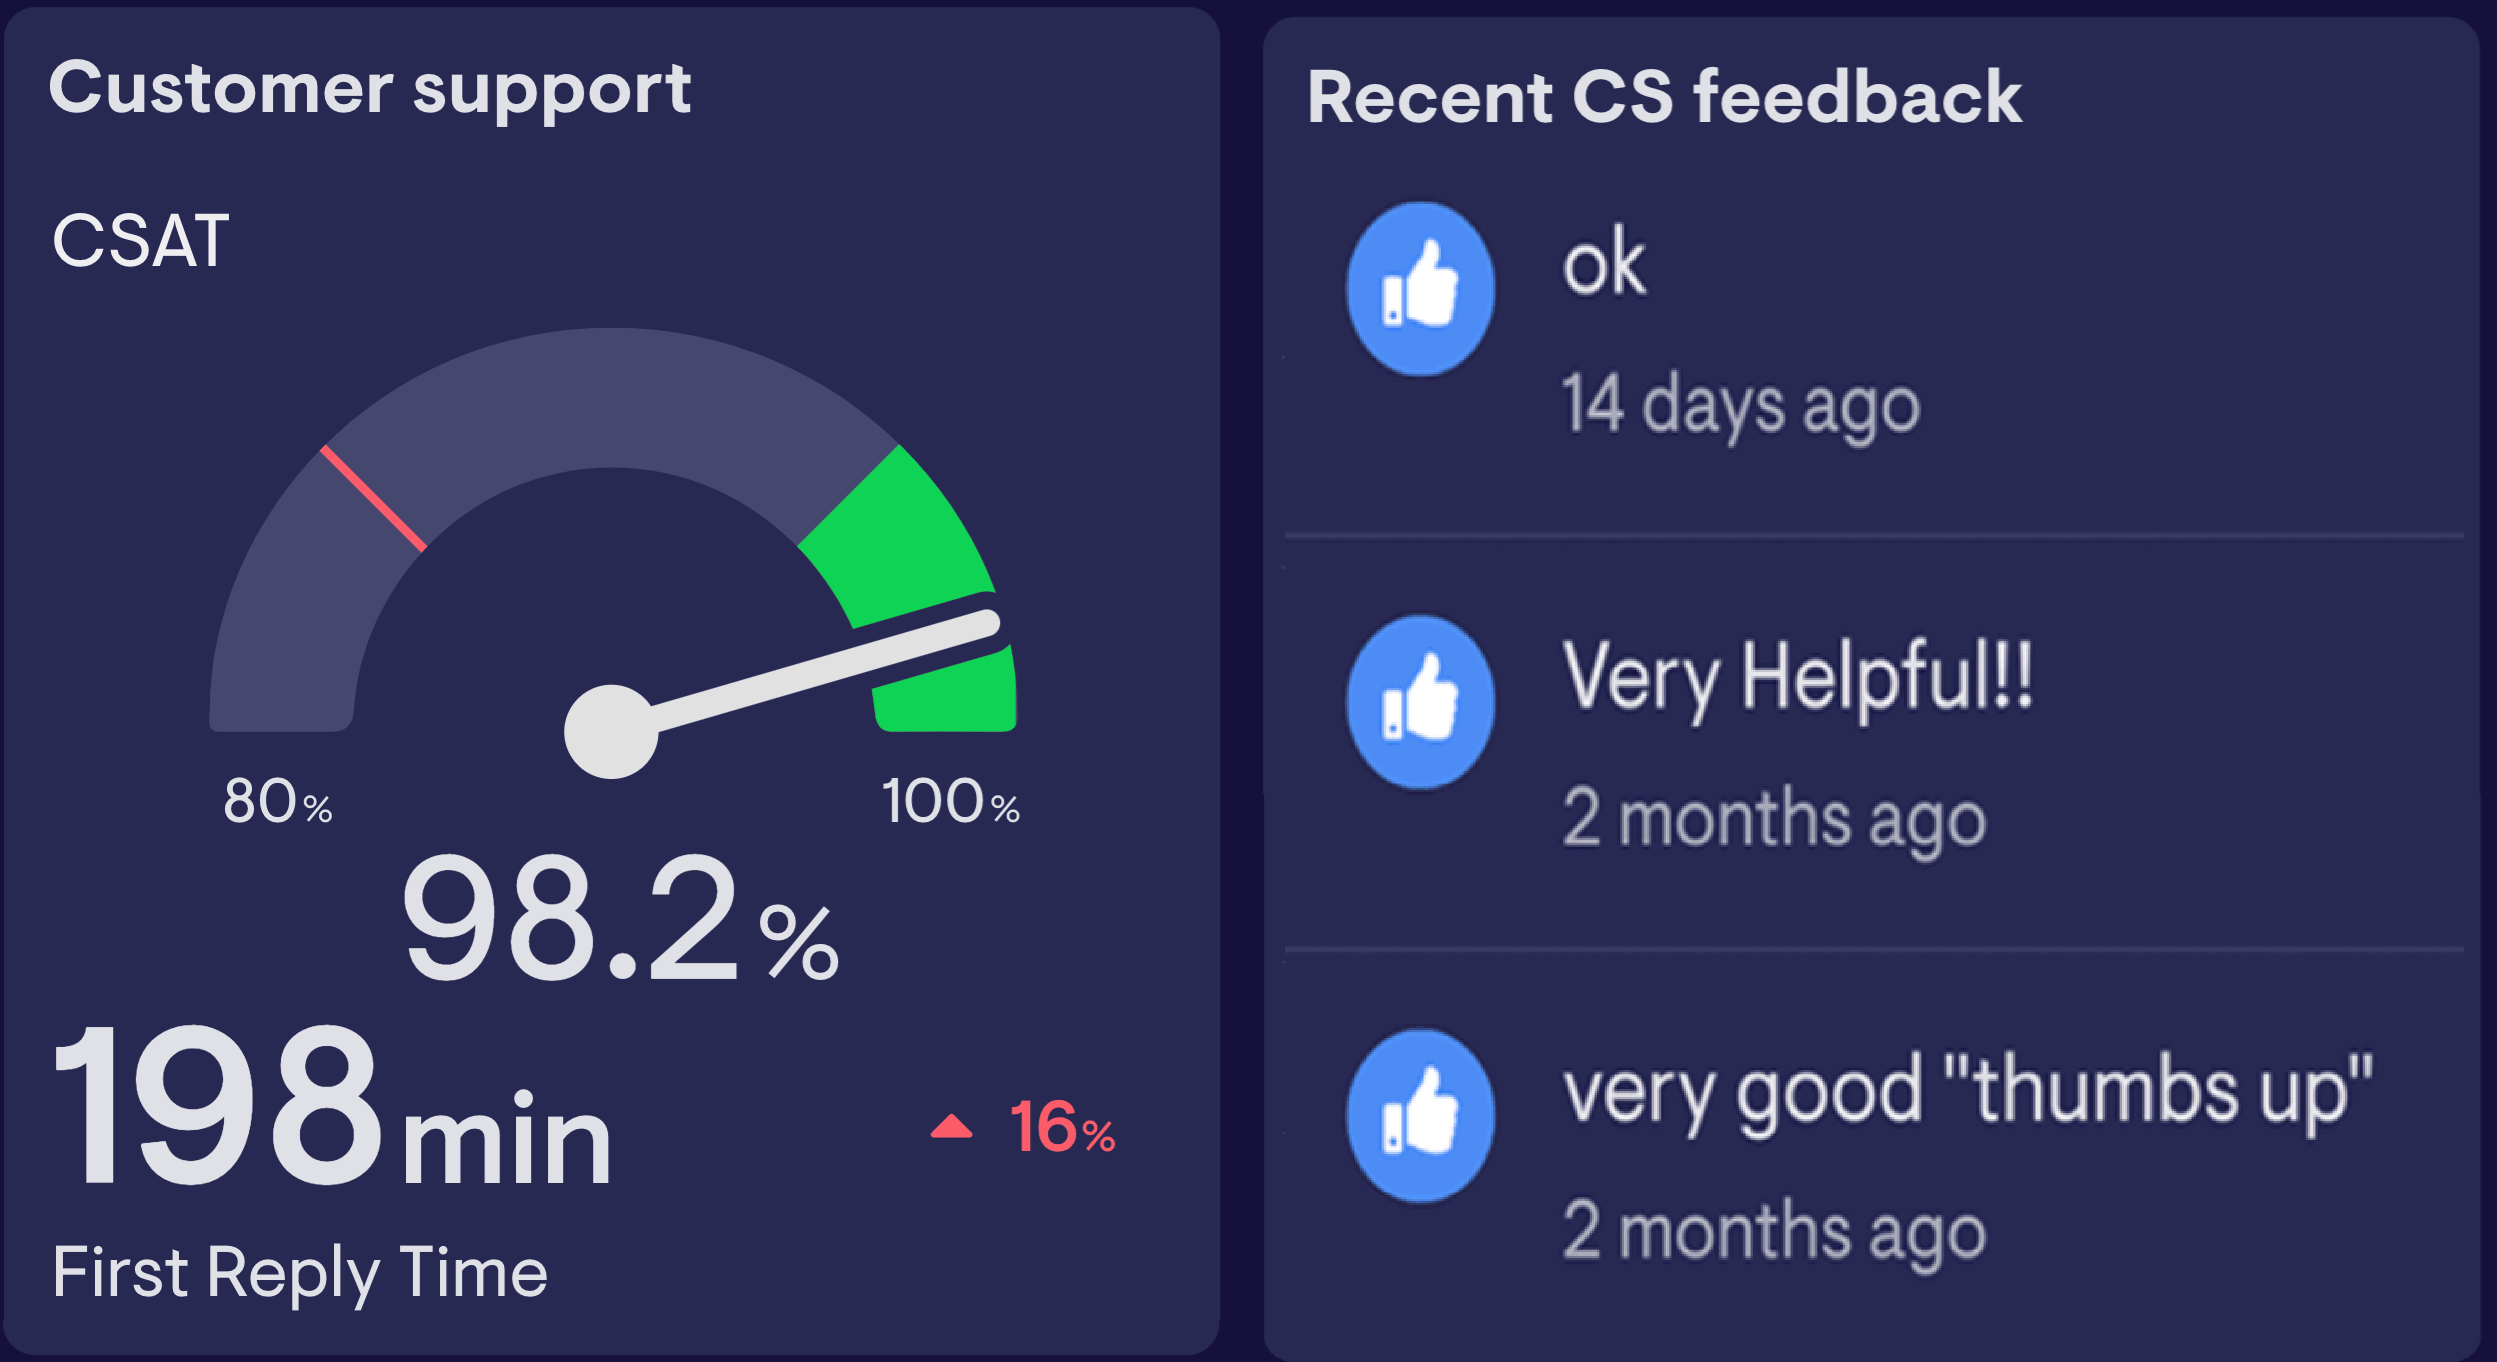 Customer support
CSAT
80%
100%
98.2%
198min
16%
First Reply Time
Recent CS feedback
ok
14 days ago
Very Helpful!!
2 months ago
very good "thumbs up"
2 months ago